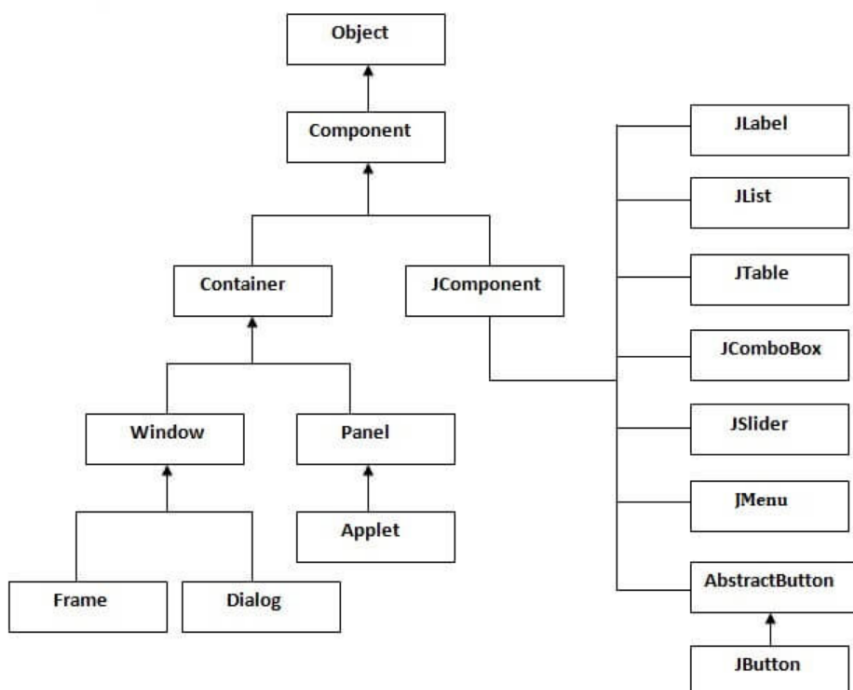 Object
Component
Container
JComponent
Window
Panel
Applet
Frame
Dialog
JLabel
JList
JTable
JComboBox
JSlider
JMenu
AbstractButton
JButton